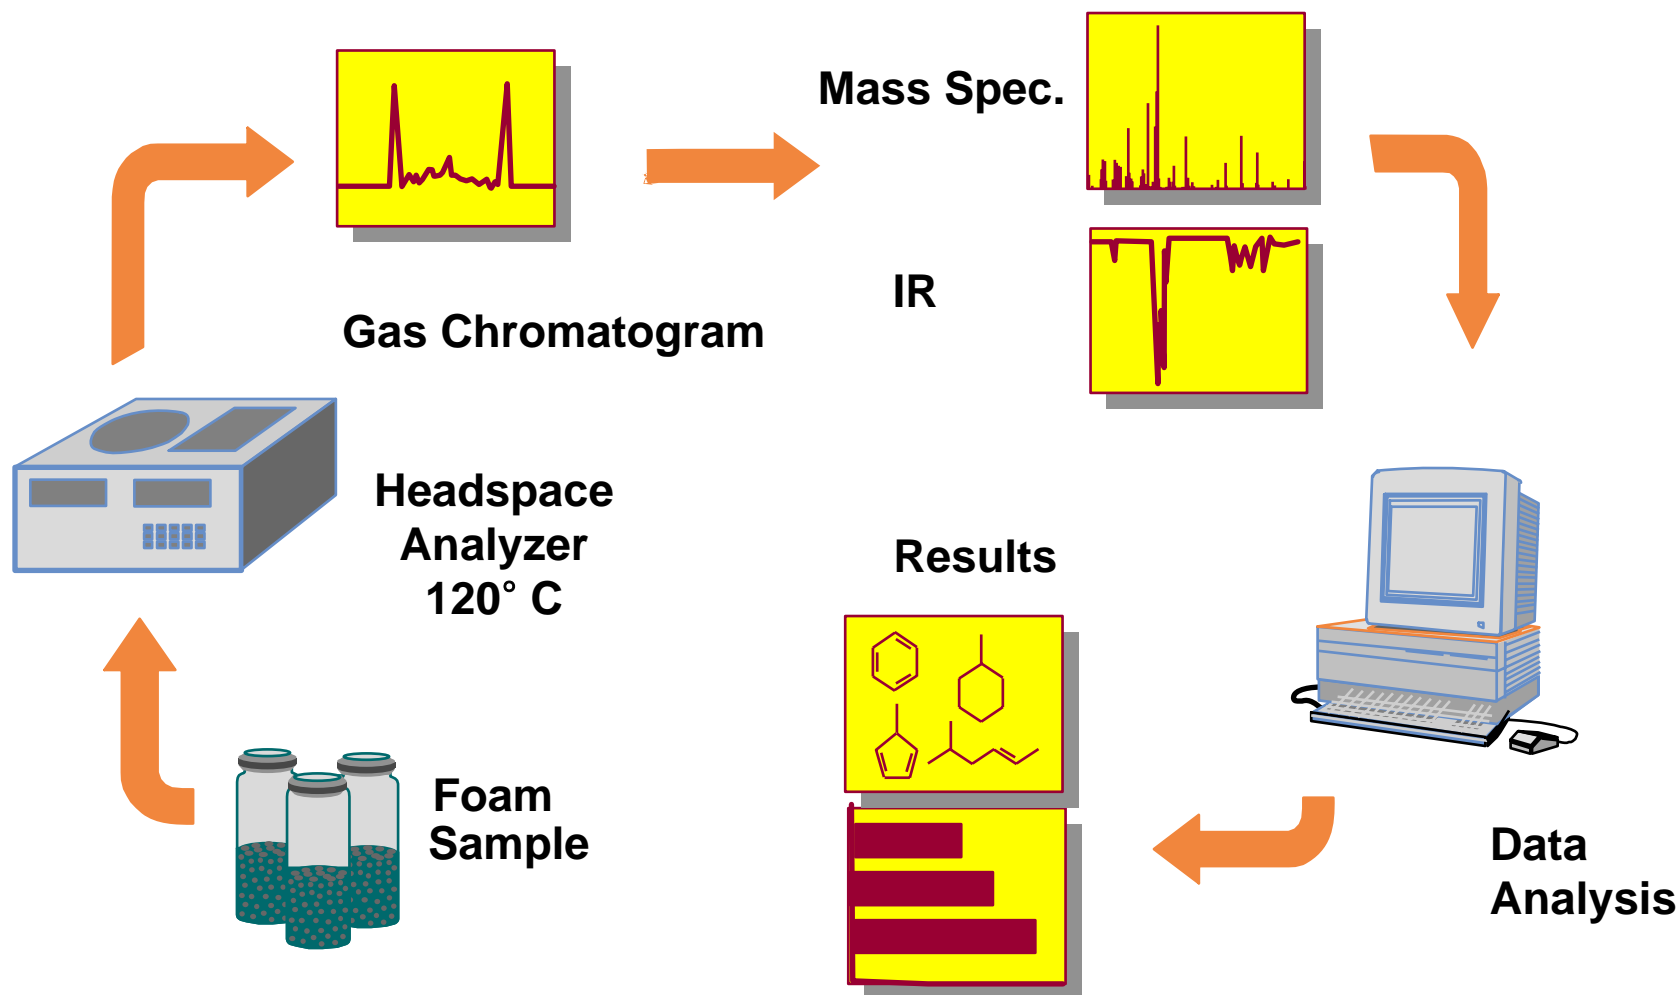 Mass Spec.
IR
Gas Chromatogram
Headspace
Analyzer
120° C
Results
Foam
Sample
Data
Analysis